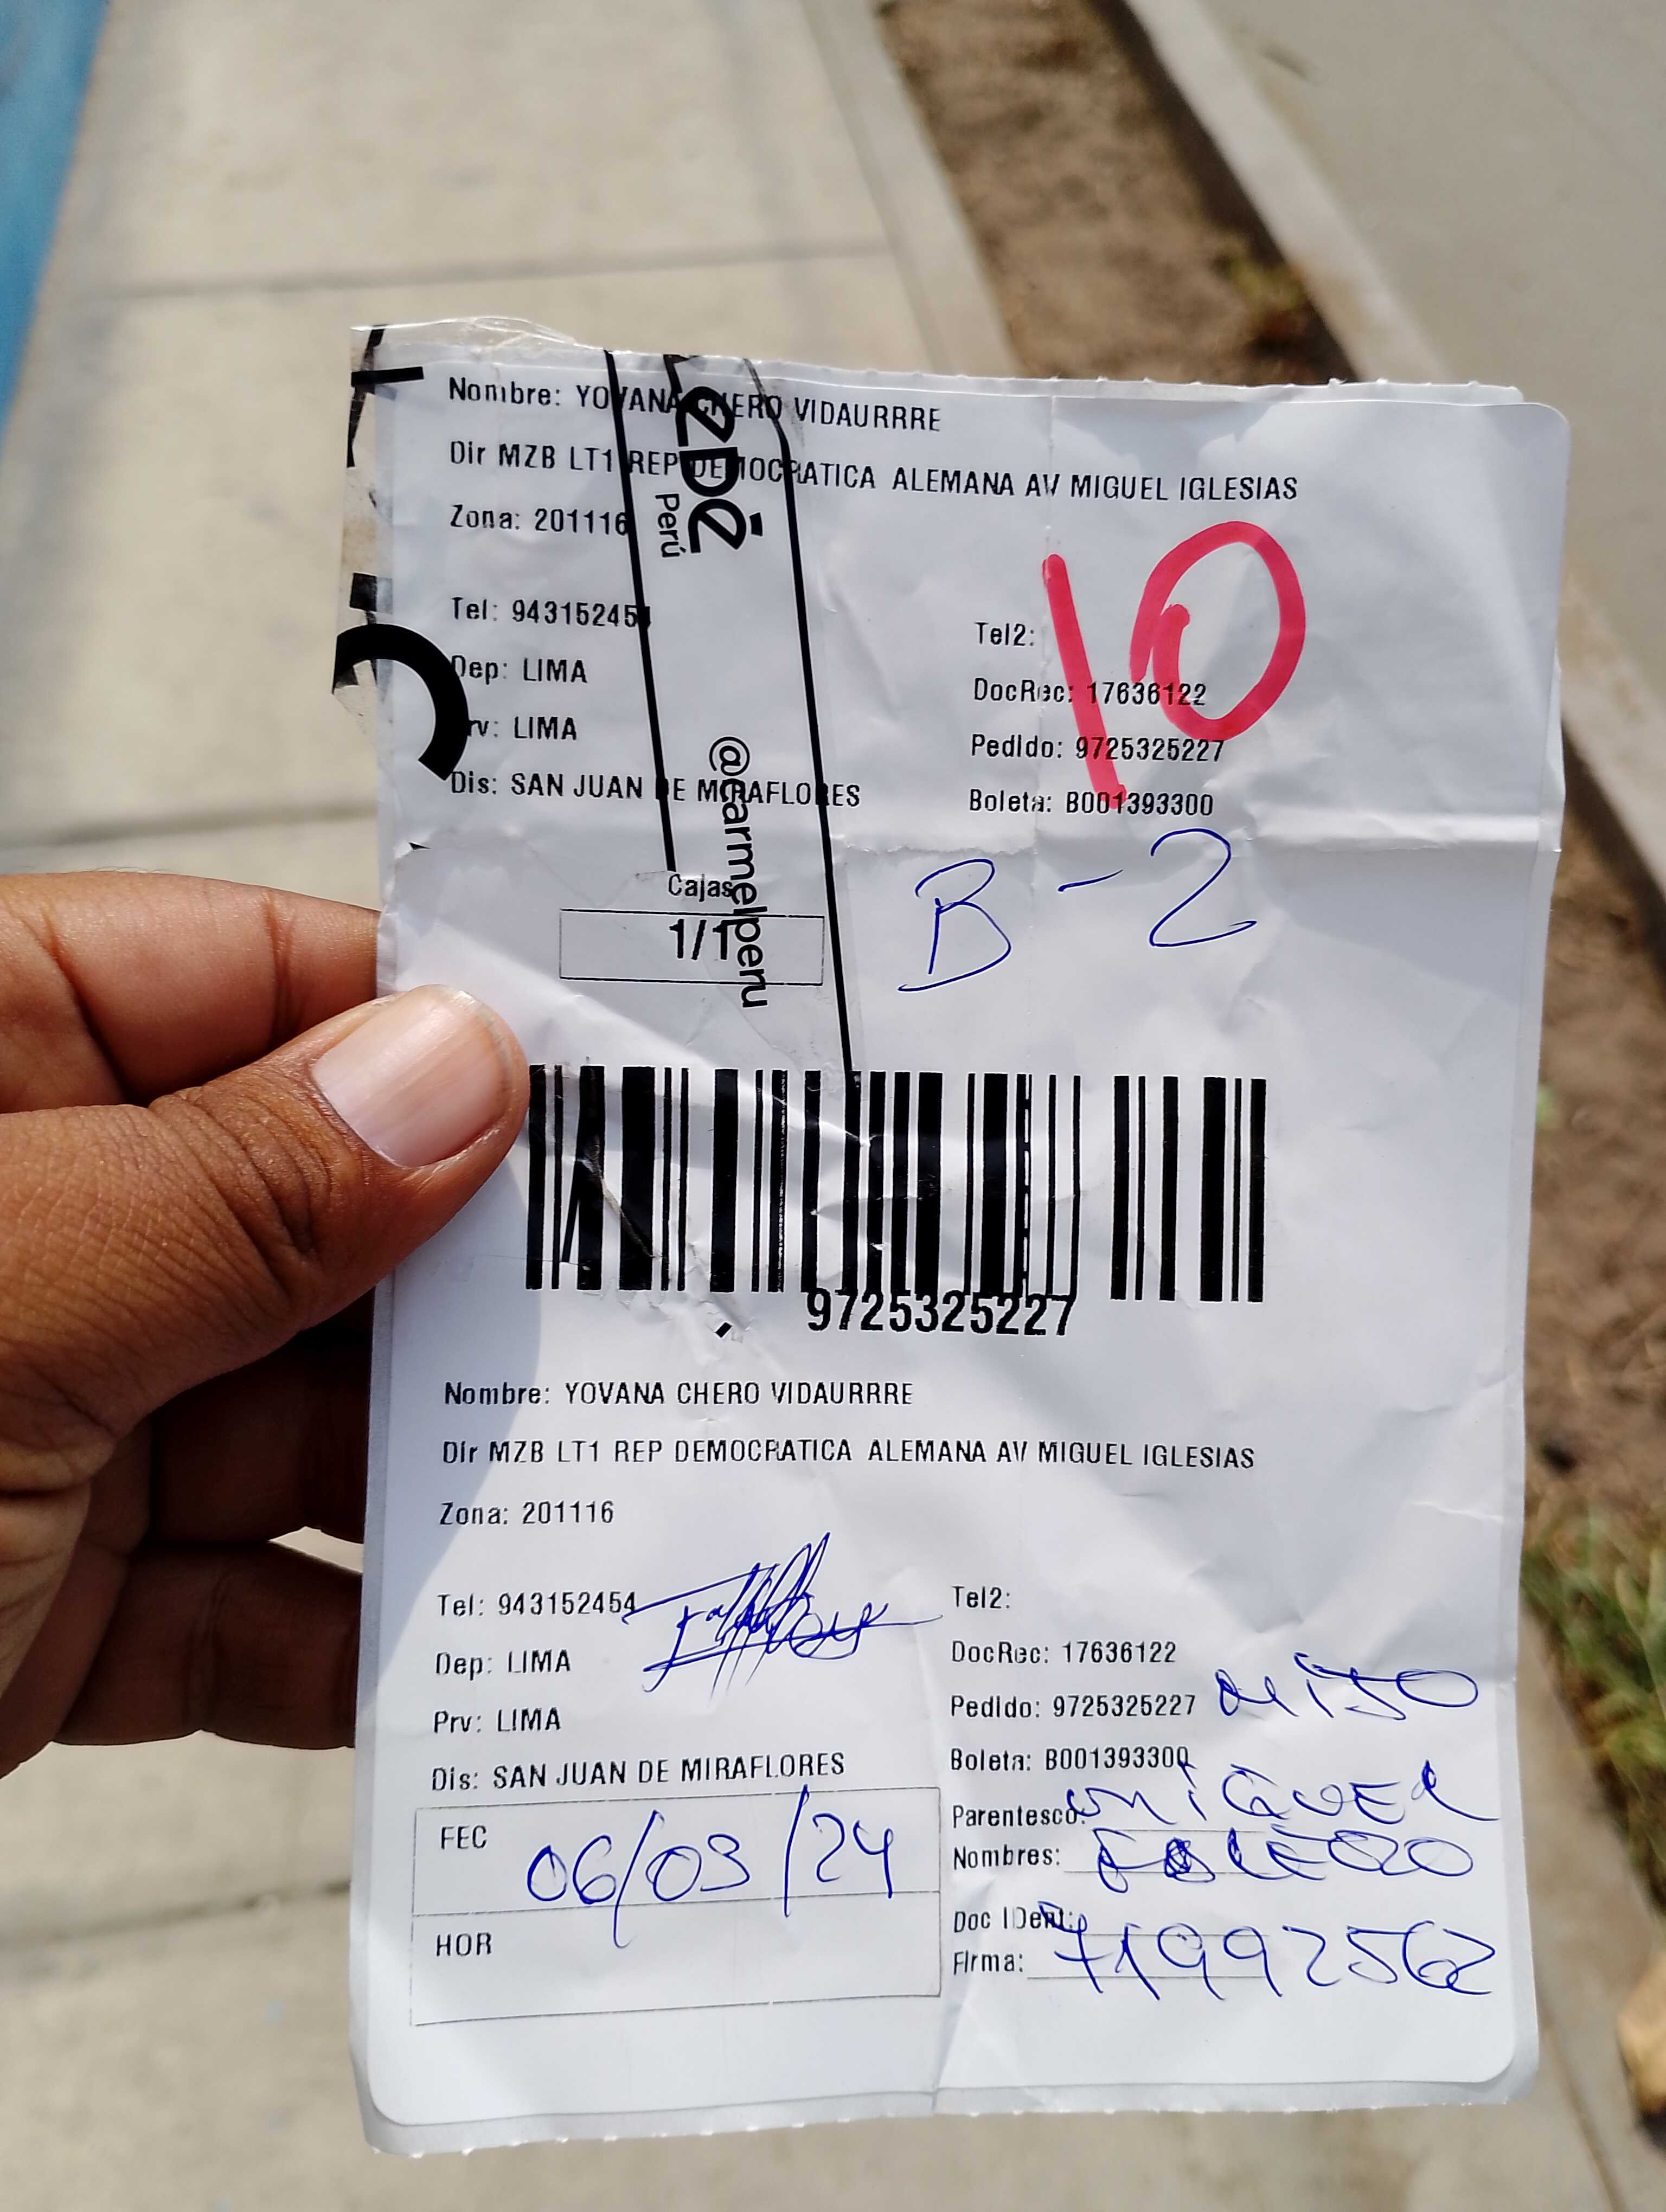 Nombre: YOVANA CHERO VIDAURRRE
Dir MZB LT1 REP DEMOCRATICA ALEMANA AV MIGUEL IGLESIAS
Zona: 201116
Tel: 943152454
Tel2:
Dep: LIMA
DocRec: 17636122
Prv: LIMA
Pedido: 9725325227
Dis: SAN JUAN DE MIRAFLORES
Boleta: B001393300
10
Perú
@carmelperu
Cajas
1/1
B-2
9725325227
Nombre: YOVANA CHERO VIDAURRRE
Dir MZB LT1 REP DEMOCRATICA ALEMANA AV MIGUEL IGLESIAS
Zona: 201116
Tel: 943152454
Tel2:
Dep: LIMA
DocRec: 17636122
Prv: LIMA
Pedido: 9725325227
Dis: SAN JUAN DE MIRAFLORES
Boleta: B001393300
FEC 06/03/24
HOR
Parentesco: MIGUEL
Nombres:
Doc IDent:
Firma: 71992562